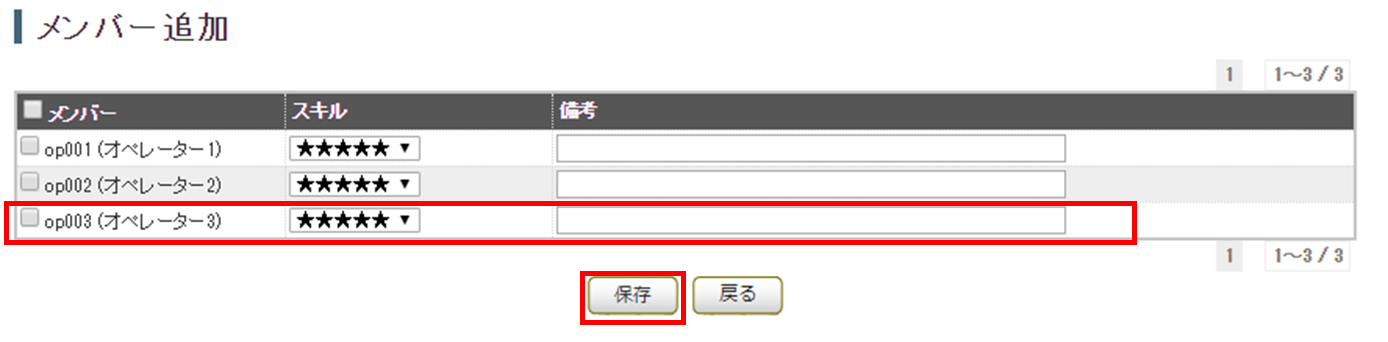 メンバー追加
1 1～3 / 3
メンバー スキル 備考
op001 (オペレーター1) ★★★★★ ▼
op002 (オペレーター2) ★★★★★ ▼
op003 (オペレーター3) ★★★★★ ▼
1 1～3 / 3
保存 戻る